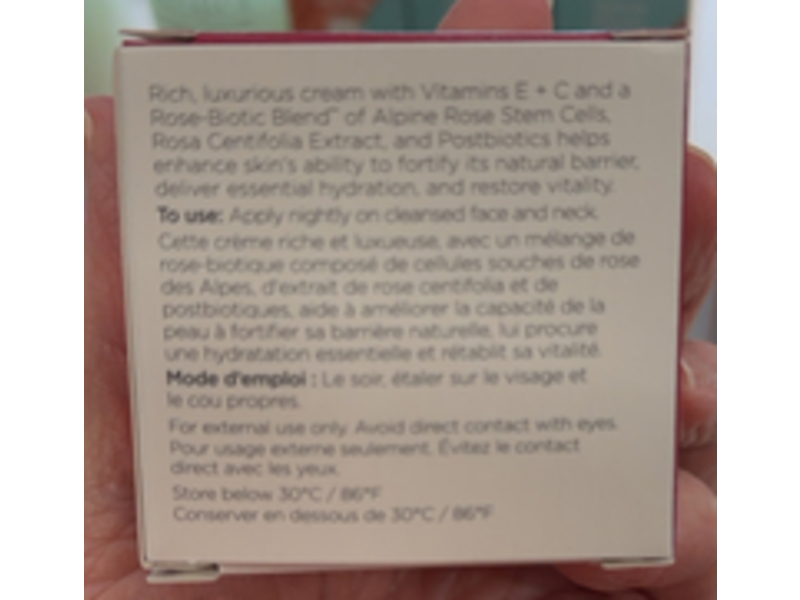 Rich, luxurious cream with Vitamins E + C and a
Rose-Biotic Blend™ of Alpine Rose Stem Cells,
Rosa Centifolia Extract, and Postbiotics helps
enhance skin's ability to fortify its natural barrier,
deliver essential hydration, and restore vitality.
To use: Apply nightly on cleansed face and neck.
Cette crème riche et luxueuse, avec un mélange de
rose-biotique composé de cellules souches de rose
des Alpes, d'extrait de rose centifolia et de
postbiotiques, aide à améliorer la capacité de la
peau à fortifier sa barrière naturelle, lui procure
une hydratation essentielle et rétablit sa vitalité.
Mode d'emploi : Le soir, étaler sur le visage et
le cou propres.
For external use only. Avoid direct contact with eyes.
Pour usage externe seulement. Évitez le contact
direct avec les yeux.
Store below 30°C / 86°F
Conserver en dessous de 30°C / 86°F